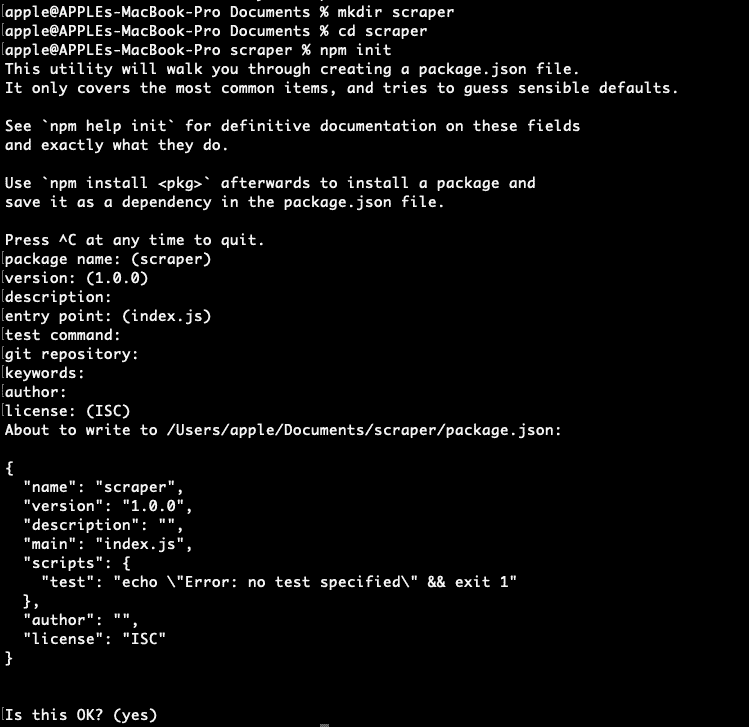 [apple@APPLEs-MacBook-Pro Documents % mkdir scraper
[apple@APPLEs-MacBook-Pro Documents % cd scraper
[apple@APPLEs-MacBook-Pro scraper % npm init
This utility will walk you through creating a package.json file.
It only covers the most common items, and tries to guess sensible defaults.

See `npm help init` for definitive documentation on these fields
and exactly what they do.

Use `npm install <pkg>` afterwards to install a package and
save it as a dependency in the package.json file.

Press ^C at any time to quit.
[package name: (scraper)
[version: (1.0.0)
[description:
[entry point: (index.js)
[test command:
[git repository:
[keywords:
[author:
[license: (ISC)
About to write to /Users/apple/Documents/scraper/package.json:

{
  "name": "scraper",
  "version": "1.0.0",
  "description": "",
  "main": "index.js",
  "scripts": {
    "test": "echo \"Error: no test specified\" && exit 1"
  },
  "author": "",
  "license": "ISC"
}

[Is this OK? (yes)